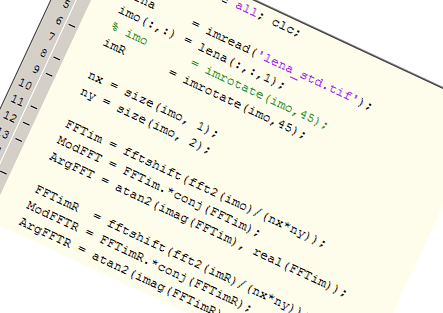 5 all; clc;
6 = imread('lena_std.tif');
7 imo(:,:) = lena(:,:,1);
8 % imo = imrotate(imo,45);
9 imR = imrotate(imo,45);
10
11 nx = size(imo, 1);
12 ny = size(imo, 2);
13
FFTim = fftshift(fft2(imo)/(nx*ny));
ModFFT = FFTim.*conj(FFTim);
ArgFFT = atan2(imag(FFTim), real(FFTim));
FFTimR = fftshift(fft2(imR)/(nx*ny));
ModFFTR = FFTimR.*conj(FFTimR);
ArgFFTR = atan2(imag(FFTimR)